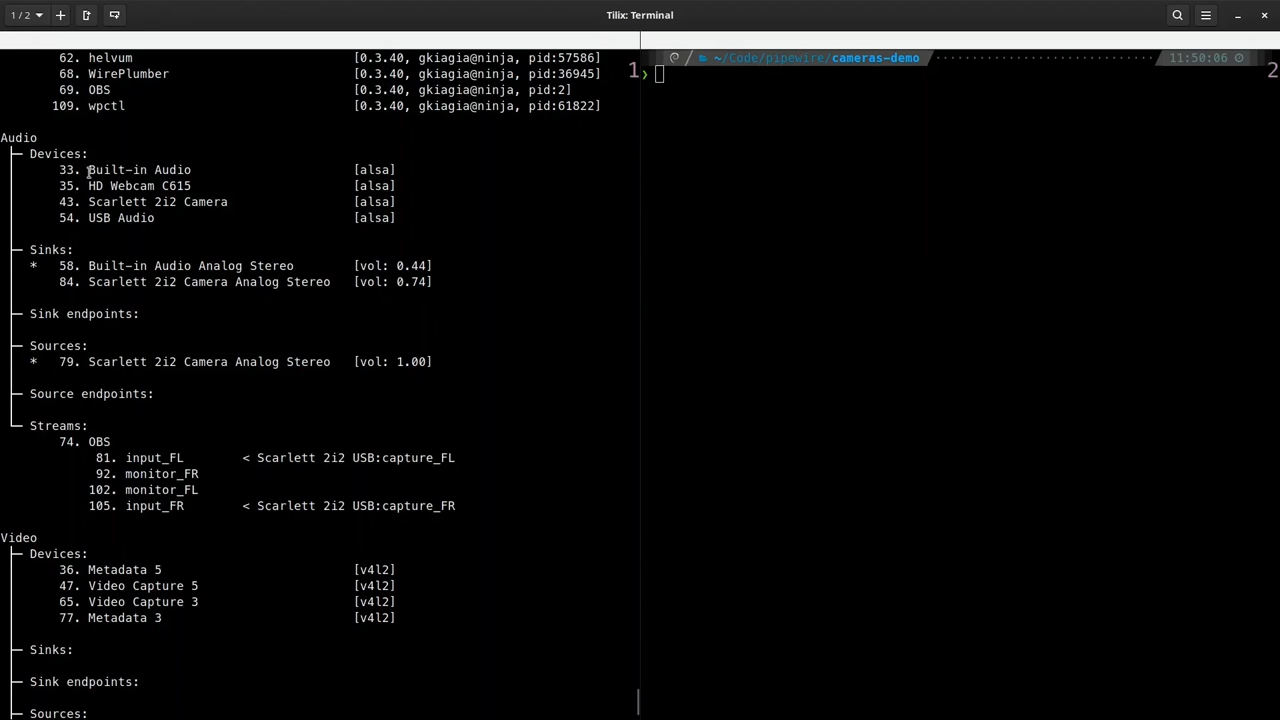 1 / 2
Tilix: Terminal
62. helvum [0.3.40, gkiagia@ninja, pid:57586]
68. WirePlumber [0.3.40, gkiagia@ninja, pid:36945]
69. OBS [0.3.40, gkiagia@ninja, pid:2]
109. wpctl [0.3.40, gkiagia@ninja, pid:61822]
Audio
├─ Devices:
│ 33. Built-in Audio [alsa]
│ 35. HD Webcam C615 [alsa]
│ 43. Scarlett 2i2 Camera [alsa]
│ 54. USB Audio [alsa]
│
├─ Sinks:
│ * 58. Built-in Audio Analog Stereo [vol: 0.44]
│ 84. Scarlett 2i2 Camera Analog Stereo [vol: 0.74]
│
├─ Sink endpoints:
│
├─ Sources:
│ * 79. Scarlett 2i2 Camera Analog Stereo [vol: 1.00]
│
├─ Source endpoints:
│
└─ Streams:
74. OBS
81. input_FL < Scarlett 2i2 USB:capture_FL
92. monitor_FR
102. monitor_FL
105. input_FR < Scarlett 2i2 USB:capture_FR
Video
├─ Devices:
│ 36. Metadata 5 [v4l2]
│ 47. Video Capture 5 [v4l2]
│ 65. Video Capture 3 [v4l2]
│ 77. Metadata 3 [v4l2]
│
├─ Sinks:
│
├─ Sink endpoints:
│
├─ Sources:
1
~/Code/pipewire/cameras-demo 11:50:06
❯
2